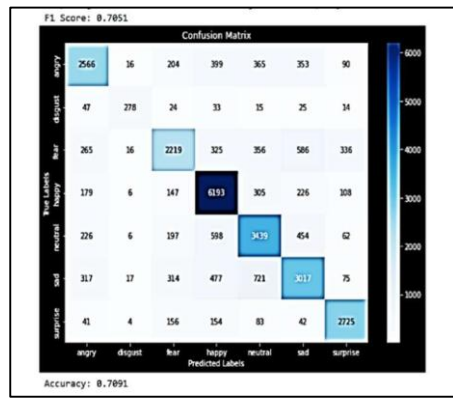 F1 Score: 0.7051
Confusion Matrix
angry 2566 16 204 399 365 353 90
disgust 47 278 24 33 15 25 14
fear 265 16 2219 325 356 586 336
happy 179 6 147 6193 305 226 108
neutral 226 6 197 598 3439 454 62
sad 317 17 314 477 721 3017 75
surprise 41 4 156 154 83 42 2725
True Labels
angry disgust fear happy neutral sad surprise
Predicted Labels
6000
5000
4000
3000
2000
1000
Accuracy: 0.7091